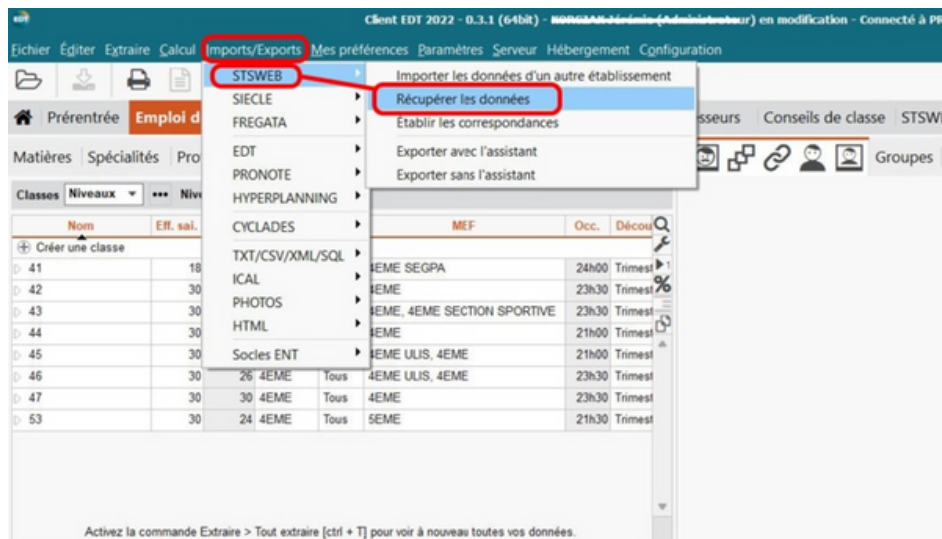 Client EDT 2022 - 0.3.1 (64bit) - (Administrateur) en modification - Connecté à
Fichier Éditer Extraire Calcul Imports/Exports Mes préférences Paramètres Serveur Hébergement Configuration
STSWEB
SIECLE
FREGATA
EDT
PRONOTE
HYPERPLANNING
CYCLADES
TXT/CSV/XML/SQL
ICAL
PHOTOS
HTML
Socles ENT
Importer les données d'un autre établissement
Récupérer les données
Établir les correspondances
Exporter avec l'assistant
Exporter sans l'assistant
Prérentrée Emploi d sseurs Conseils de classe STSW
Matières Spécialités Pro Groupes
Classes Niveaux Niv
Nom Eff. sai. MEF Occ. Décou
Créer une classe
41 18 4EME SEGPA 24h00 Trimest
42 30 4EME 23h30 Trimest
43 30 4EME, 4EME SECTION SPORTIVE 23h30 Trimest
44 30 4EME 21h00 Trimest
45 30 4EME ULIS, 4EME 21h00 Trimest
46 30 26 4EME Tous 4EME ULIS, 4EME 23h30 Trimest
47 30 30 4EME Tous 4EME 23h30 Trimest
53 30 24 4EME Tous 5EME 21h30 Trimest
Activez la commande Extraire > Tout extraire [ctrl + T] pour voir à nouveau toutes vos données.